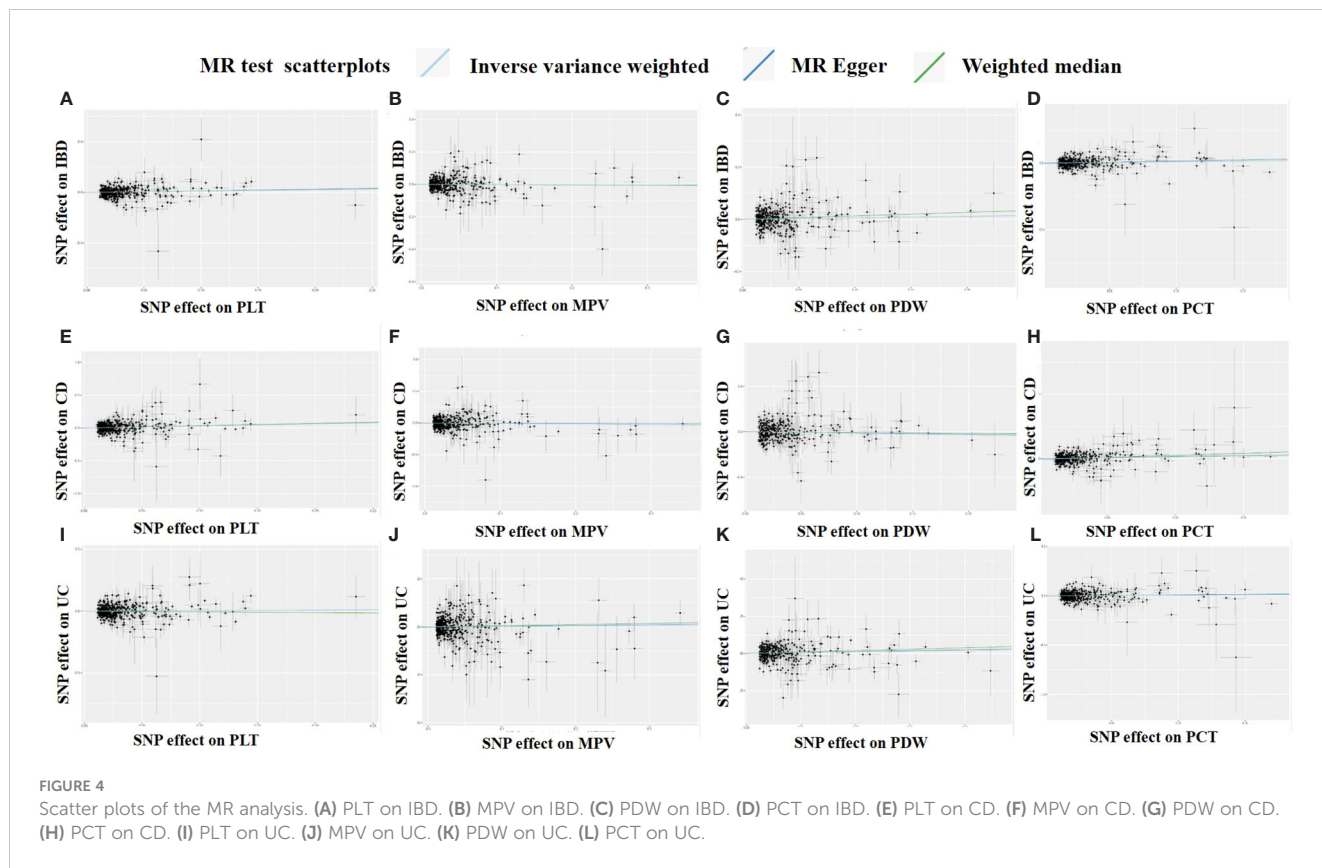 MR test scatterplots Inverse variance weighted MR Egger Weighted median
A B C D
SNP effect on IBD SNP effect on IBD SNP effect on IBD SNP effect on IBD
SNP effect on PLT SNP effect on MPV SNP effect on PDW SNP effect on PCT
E F G H
SNP effect on CD SNP effect on CD SNP effect on CD SNP effect on CD
SNP effect on PLT SNP effect on MPV SNP effect on PDW SNP effect on PCT
I J K L
SNP effect on UC SNP effect on UC SNP effect on UC SNP effect on UC
SNP effect on PLT SNP effect on MPV SNP effect on PDW SNP effect on PCT
FIGURE 4
Scatter plots of the MR analysis. (A) PLT on IBD. (B) MPV on IBD. (C) PDW on IBD. (D) PCT on IBD. (E) PLT on CD. (F) MPV on CD. (G) PDW on CD.
(H) PCT on CD. (I) PLT on UC. (J) MPV on UC. (K) PDW on UC. (L) PCT on UC.